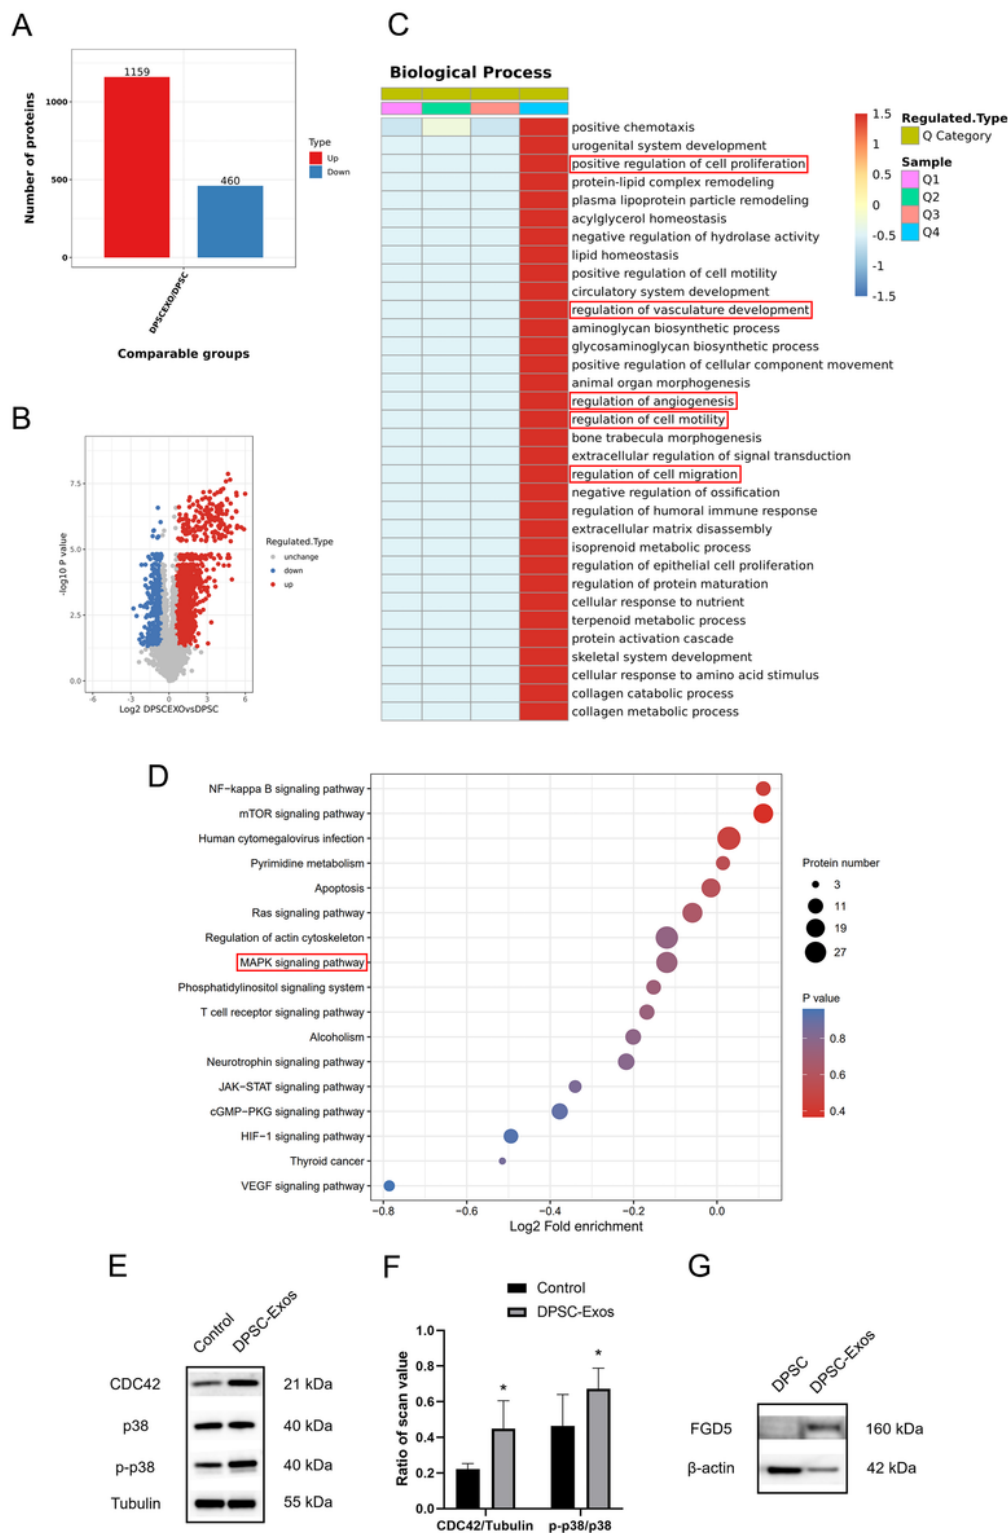 A
1159
460
1000
500
0
Number of proteins
Type
Up
Down
DPSCEXO/DPSC
Comparable groups
B
7.5
5.0
2.5
0.0
-log10 P value
-6
-3
0
3
6
Log2 DPSCEXOvsDPSC
Regulated.Type
unchange
down
up
C
Biological Process
positive chemotaxis
urogenital system development
positive regulation of cell proliferation
protein-lipid complex remodeling
plasma lipoprotein particle remodeling
acylglycerol homeostasis
negative regulation of hydrolase activity
lipid homeostasis
positive regulation of cell motility
circulatory system development
regulation of vasculature development
aminoglycan biosynthetic process
glycosaminoglycan biosynthetic process
positive regulation of cellular component movement
animal organ morphogenesis
regulation of angiogenesis
regulation of cell motility
bone trabecula morphogenesis
extracellular regulation of signal transduction
regulation of cell migration
negative regulation of ossification
regulation of humoral immune response
extracellular matrix disassembly
isoprenoid metabolic process
regulation of epithelial cell proliferation
regulation of protein maturation
cellular response to nutrient
terpenoid metabolic process
protein activation cascade
skeletal system development
cellular response to amino acid stimulus
collagen catabolic process
collagen metabolic process
1.5
1
0.5
0
-0.5
-1
-1.5
Regulated.Type
Q Category
Sample
Q1
Q2
Q3
Q4
D
NF−kappa B signaling pathway
mTOR signaling pathway
Human cytomegalovirus infection
Pyrimidine metabolism
Apoptosis
Ras signaling pathway
Regulation of actin cytoskeleton
MAPK signaling pathway
Phosphatidylinositol signaling system
T cell receptor signaling pathway
Alcoholism
Neurotrophin signaling pathway
JAK−STAT signaling pathway
cGMP−PKG signaling pathway
HIF−1 signaling pathway
Thyroid cancer
VEGF signaling pathway
−0.8
−0.6
−0.4
−0.2
0.0
Log2 Fold enrichment
Protein number
3
11
19
27
P value
0.8
0.6
0.4
E
Control
DPSC-Exos
CDC42
21 kDa
p38
40 kDa
p-p38
40 kDa
Tubulin
55 kDa
F
Control
DPSC-Exos
1.0
0.8
0.6
0.4
0.2
0.0
Ratio of scan value
*
*
CDC42/Tubulin
p-p38/p38
G
DPSC
DPSC-Exos
FGD5
160 kDa
β-actin
42 kDa